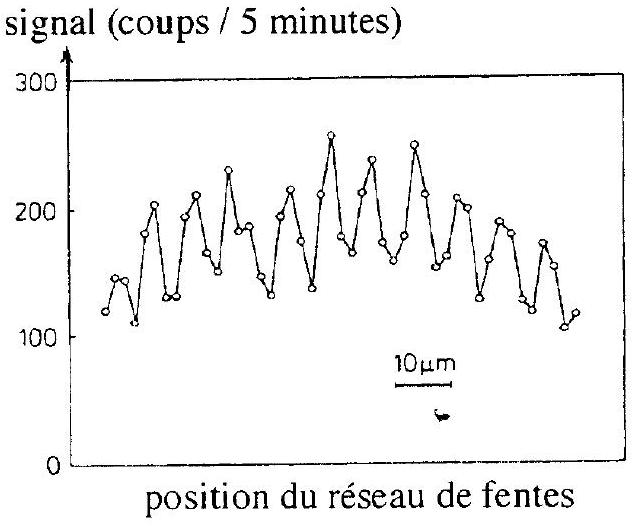 signal (coups / 5 minutes)
300
200
100
0
10µm
position du réseau de fentes